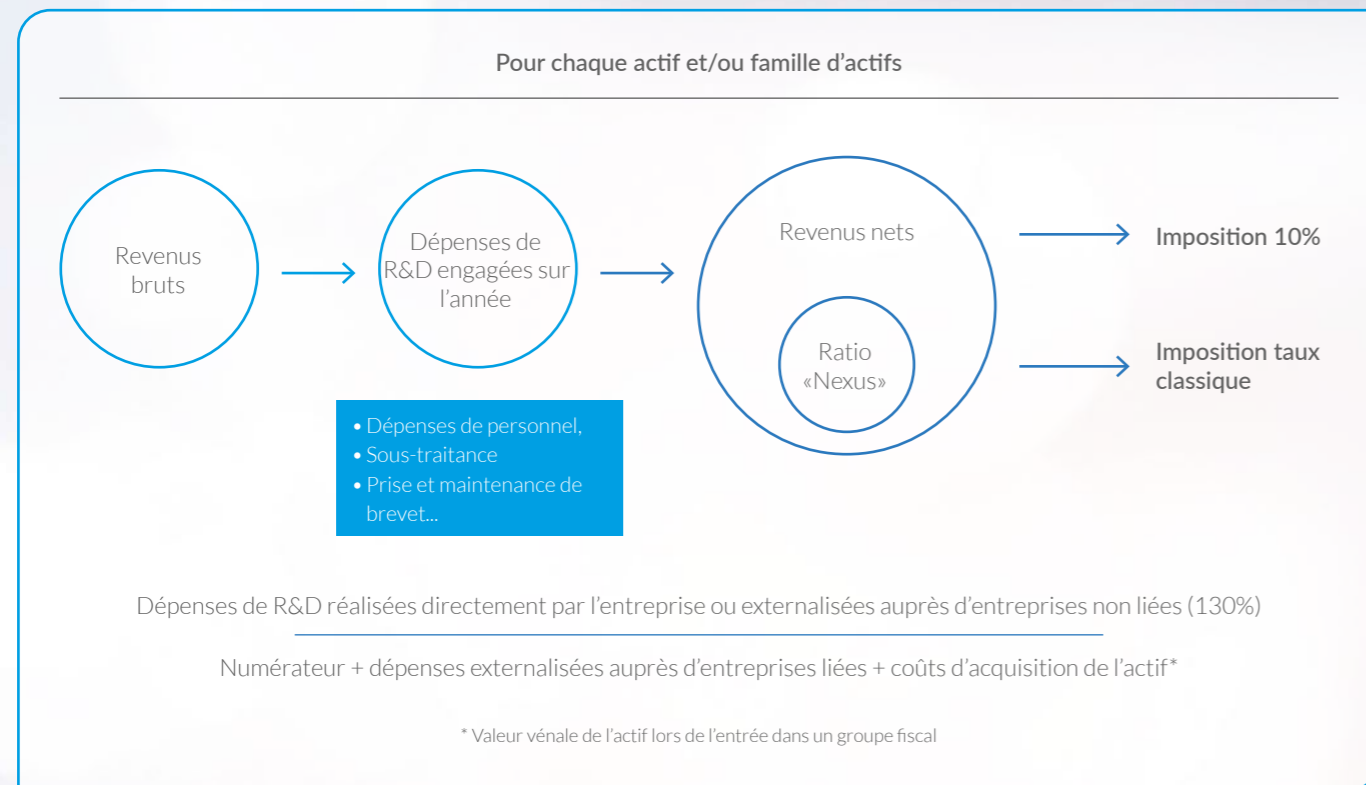 Pour chaque actif et/ou famille d’actifs
Revenus
bruts
Dépenses de
R&D engagées sur
l’année
• Dépenses de personnel,
• Sous-traitance
• Prise et maintenance de
brevet...
Revenus nets
Ratio
«Nexus»
Imposition 10%
Imposition taux
classique
Dépenses de R&D réalisées directement par l’entreprise ou externalisées auprès d’entreprises non liées (130%)
Numérateur + dépenses externalisées auprès d’entreprises liées + coûts d’acquisition de l’actif*
* Valeur vénale de l’actif lors de l’entrée dans un groupe fiscal